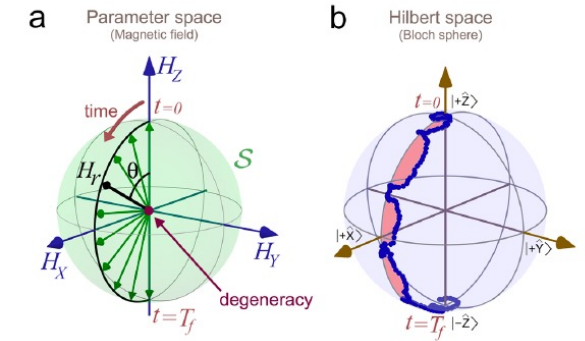 a
Parameter space
(Magnetic field)
H_Z
time
t=0
S
H_r
θ
H_X
H_Y
degeneracy
t=T_f
b
Hilbert space
(Bloch sphere)
t=0
|+Ẑ⟩
|+X̂⟩
|+Ŷ⟩
t=T_f
|−Ẑ⟩